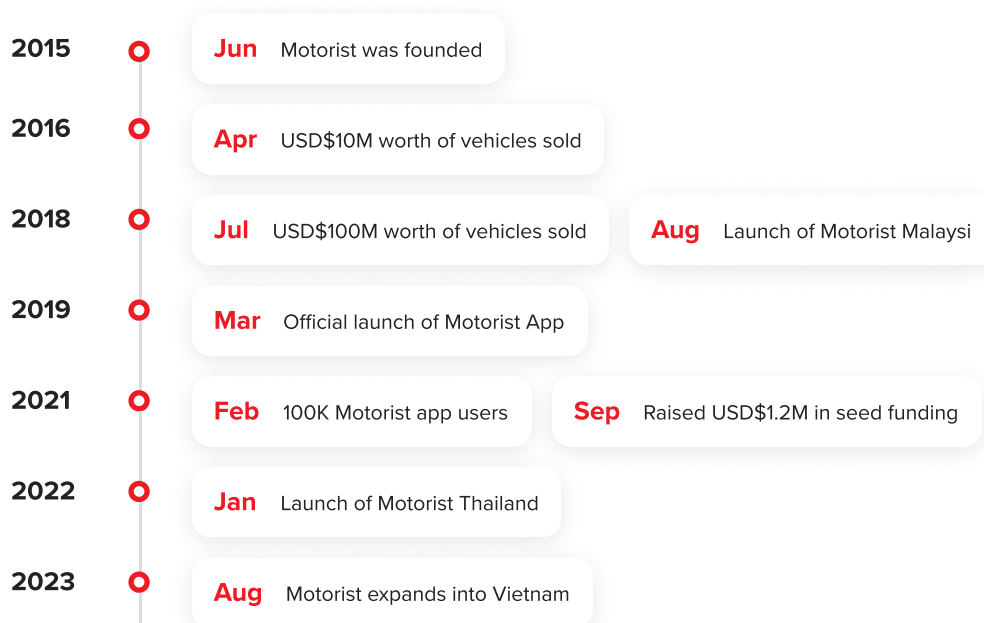 2015 Jun Motorist was founded
2016 Apr USD$10M worth of vehicles sold
2018 Jul USD$100M worth of vehicles sold Aug Launch of Motorist Malaysi
2019 Mar Official launch of Motorist App
2021 Feb 100K Motorist app users Sep Raised USD$1.2M in seed funding
2022 Jan Launch of Motorist Thailand
2023 Aug Motorist expands into Vietnam